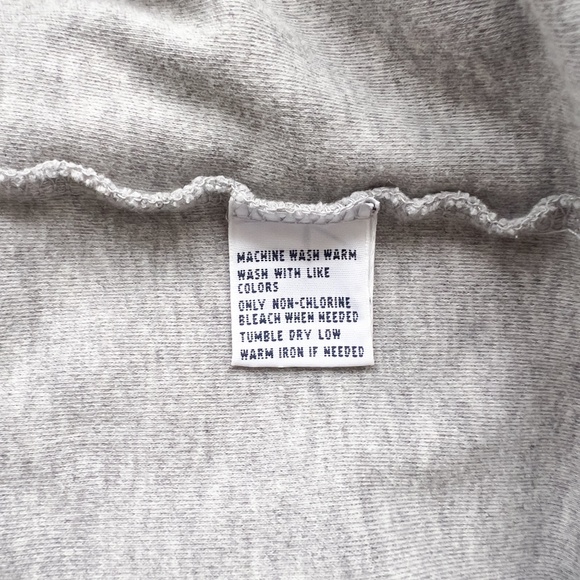 MACHINE WASH WARM
WASH WITH LIKE
COLORS
ONLY NON-CHLORINE
BLEACH WHEN NEEDED
TUMBLE DRY LOW
WARM IRON IF NEEDED